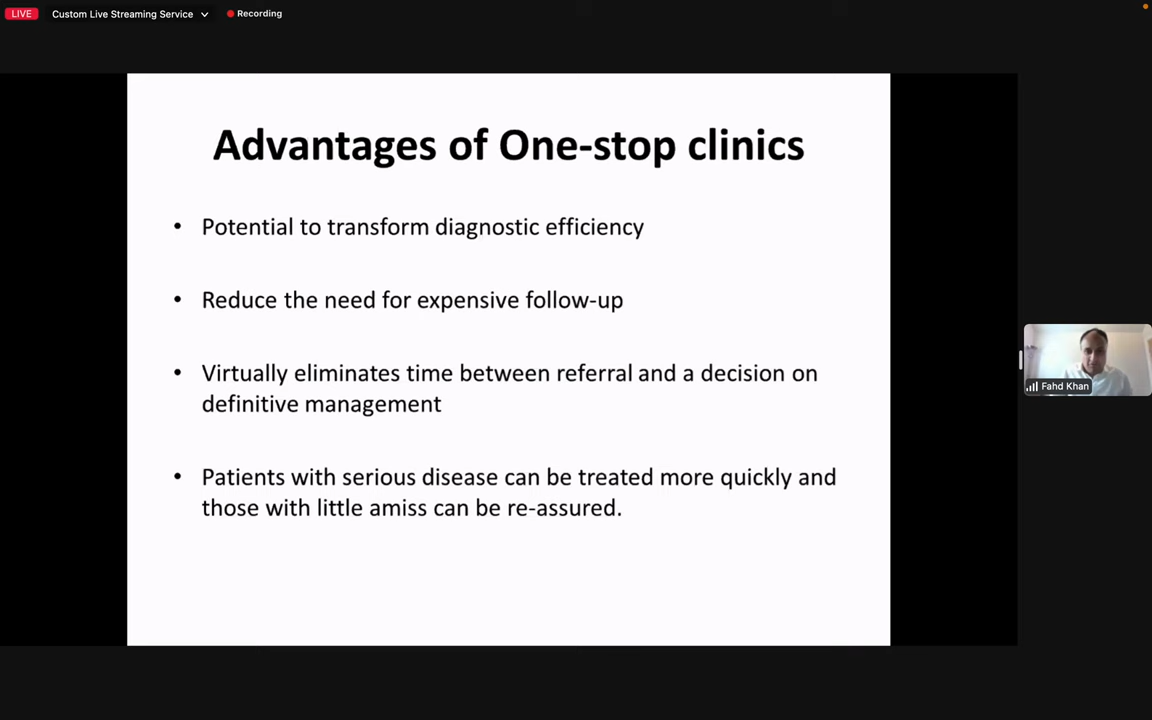 LIVE
Custom Live Streaming Service
Recording
Advantages of One-stop clinics
• Potential to transform diagnostic efficiency
• Reduce the need for expensive follow-up
• Virtually eliminates time between referral and a decision on
definitive management
• Patients with serious disease can be treated more quickly and
those with little amiss can be re-assured.
Fahd Khan